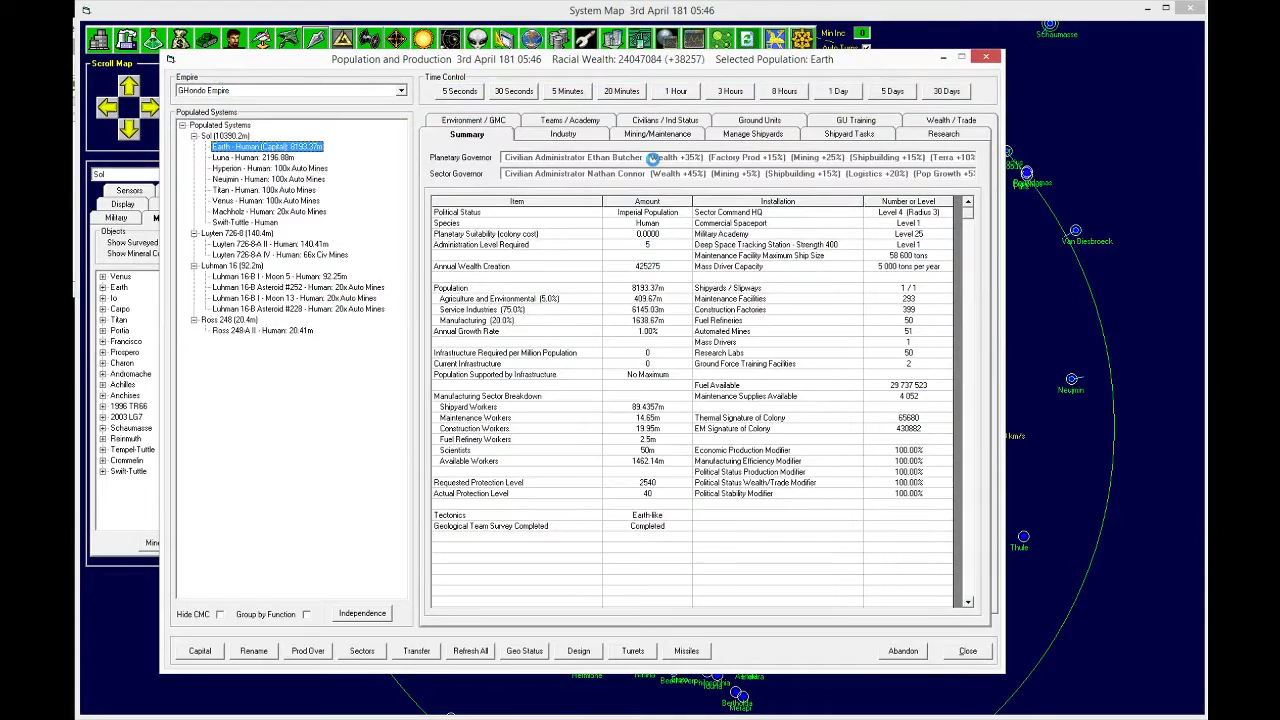 System Map 3rd April 181 05:46
Schaumasse
Min Inc
0
Scroll Map
Population and Production 3rd April 181 05:46 Racial Wealth: 24047084 (+38257) Selected Population: Earth
Empire
GHondo Empire
Time Control
5 Seconds
30 Seconds
5 Minutes
20 Minutes
1 Hour
3 Hours
1 Day
5 Days
30 Days
Populated Systems
Environment / GMC
Teams / Academy
Civilians / Ind Status
Ground Units
GU Training
Wealth / Trade
Summary
Industry
Mining/Maintenance
Manage Shipyards
Shipyard Tasks
Research
Populated Systems
Sol (10390.2m)
Earth - Human (Capital): 8193.37m
Luna - Human: 2196.88m
Hyperion - Human: 100x Auto Mines
Neujmin - Human: 100x Auto Mines
Titan - Human: 100x Auto Mines
Venus - Human: 100x Auto Mines
Machholz - Human: 20x Auto Mines
Swift-Tuttle - Human
Luyten 726-8 (140.4m)
Luyten 726-8-A II - Human: 140.41m
Luyten 726-8-A IV - Human: 66x Civ Mines
Luhman 16 (92.2m)
Luhman 16-B I - Moon 5 - Human: 92.25m
Luhman 16-B Asteroid #252 - Human: 20x Auto Mines
Luhman 16-B I - Moon 13 - Human: 20x Auto Mines
Luhman 16-B Asteroid #228 - Human: 20x Auto Mines
Ross 248 (20.4m)
Ross 248-A II - Human: 20.41m
Planetary Governor
Civilian Administrator Ethan Butcher (Wealth +35%) (Factory Prod +15%) (Mining +25%) (Shipbuilding +15%) (Terra +10%
Sector Governor
Civilian Administrator Nathan Connor (Wealth +45%) (Mining +5%) (Shipbuilding +15%) (Logistics +20%) (Pop Growth +5%
Item Amount Installation Number or Level
Political Status Imperial Population Sector Command HQ Level 4 (Radius 3)
Species Human Commercial Spaceport Level 1
Planetary Suitability (colony cost) 0.0000 Military Academy Level 25
Administration Level Required 5 Deep Space Tracking Station - Strength 400 Level 1
Maintenance Facility Maximum Ship Size 58 600 tons
Annual Wealth Creation 425275 Mass Driver Capacity 5 000 tons per year
Population 8193.37m Shipyards / Slipways 1 / 1
Agriculture and Environmental (5.0%) 409.67m Maintenance Facilities 293
Service Industries (75.0%) 6145.03m Construction Factories 399
Manufacturing (20.0%) 1638.67m Fuel Refineries 50
Annual Growth Rate 1.00% Automated Mines 51
Mass Drivers 1
Infrastructure Required per Million Population 0 Research Labs 50
Current Infrastructure 0 Ground Force Training Facilities 2
Population Supported by Infrastructure No Maximum
Fuel Available 29 737 523
Manufacturing Sector Breakdown Maintenance Supplies Available 4 052
Shipyard Workers 89.4357m
Maintenance Workers 14.65m Thermal Signature of Colony 65680
Construction Workers 19.95m EM Signature of Colony 430882
Fuel Refinery Workers 2.5m
Scientists 50m Economic Production Modifier 100.00%
Available Workers 1462.14m Manufacturing Efficiency Modifier 100.00%
Political Status Production Modifier 100.00%
Requested Protection Level 2540 Political Status Wealth/Trade Modifier 100.00%
Actual Protection Level 40 Political Stability Modifier 100.00%
Tectonics Earth-like
Geological Team Survey Completed Completed
Hide CMC
Group by Function
Independence
Capital
Rename
Prod Over
Sectors
Transfer
Refresh All
Geo Status
Design
Turrets
Missiles
Abandon
Close
Sol
Sensors
Display
Military
M
Objects
Show Surveyed
Show Mineral C
Venus
Earth
Io
Carpo
Titan
Portia
Francisco
Prospero
Charon
Andromache
Achilles
Anchises
1996 TR66
2003 LG7
Schaumasse
Reinmuth
Tempel-Tuttle
Crommelin
Swift-Tuttle
Mine
Van Biesbroeck
Neujmin
km/s
Thule